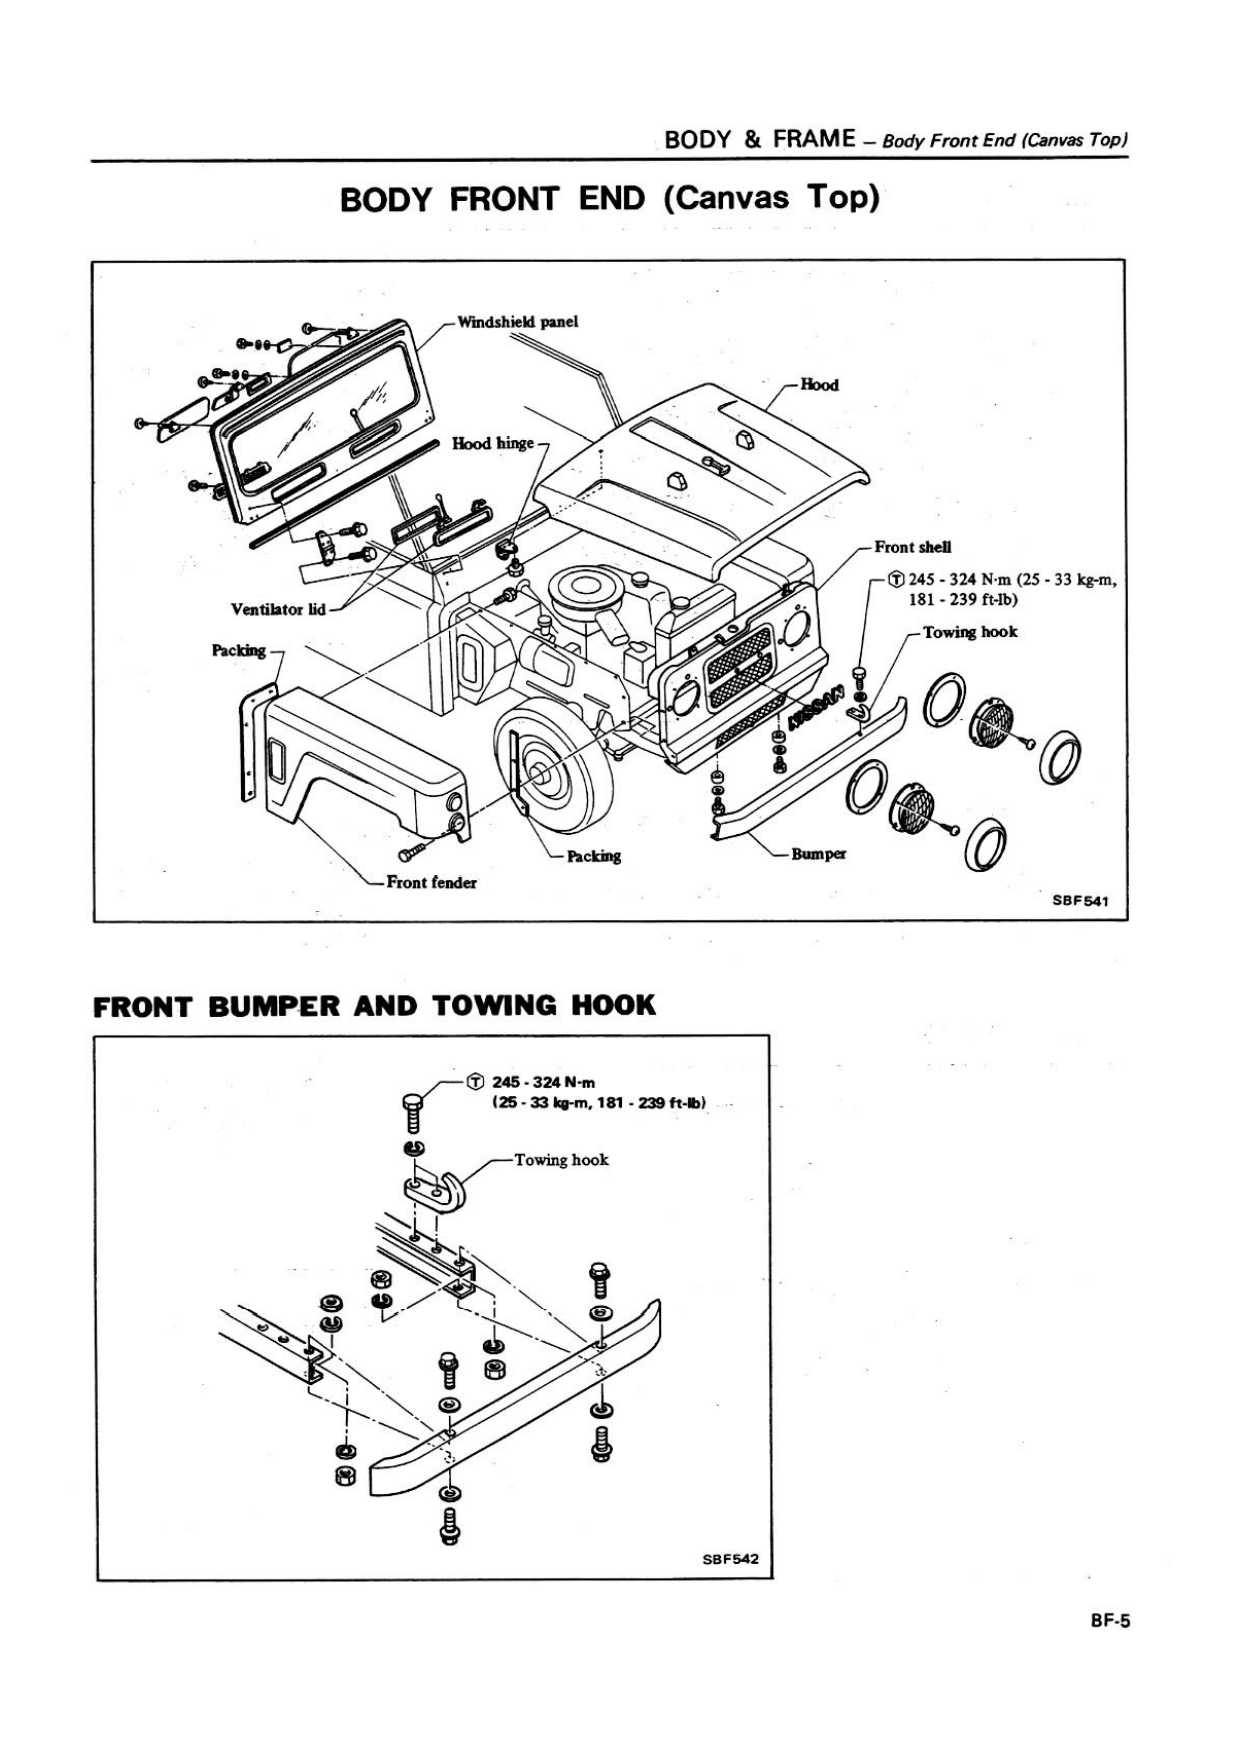 BODY & FRAME – Body Front End (Canvas Top)
BODY FRONT END (Canvas Top)
Windshield panel
Hood
Hood hinge
Front shell
Ⓣ 245 - 324 N·m (25 - 33 kg-m,
181 - 239 ft-lb)
Ventilator lid
Towing hook
Packing
NISSAN
Packing
Bumper
Front fender
SBF541
FRONT BUMPER AND TOWING HOOK
Ⓣ 245 - 324 N·m
(25 - 33 kg-m, 181 - 239 ft-lb)
Towing hook
SBF542
BF-5